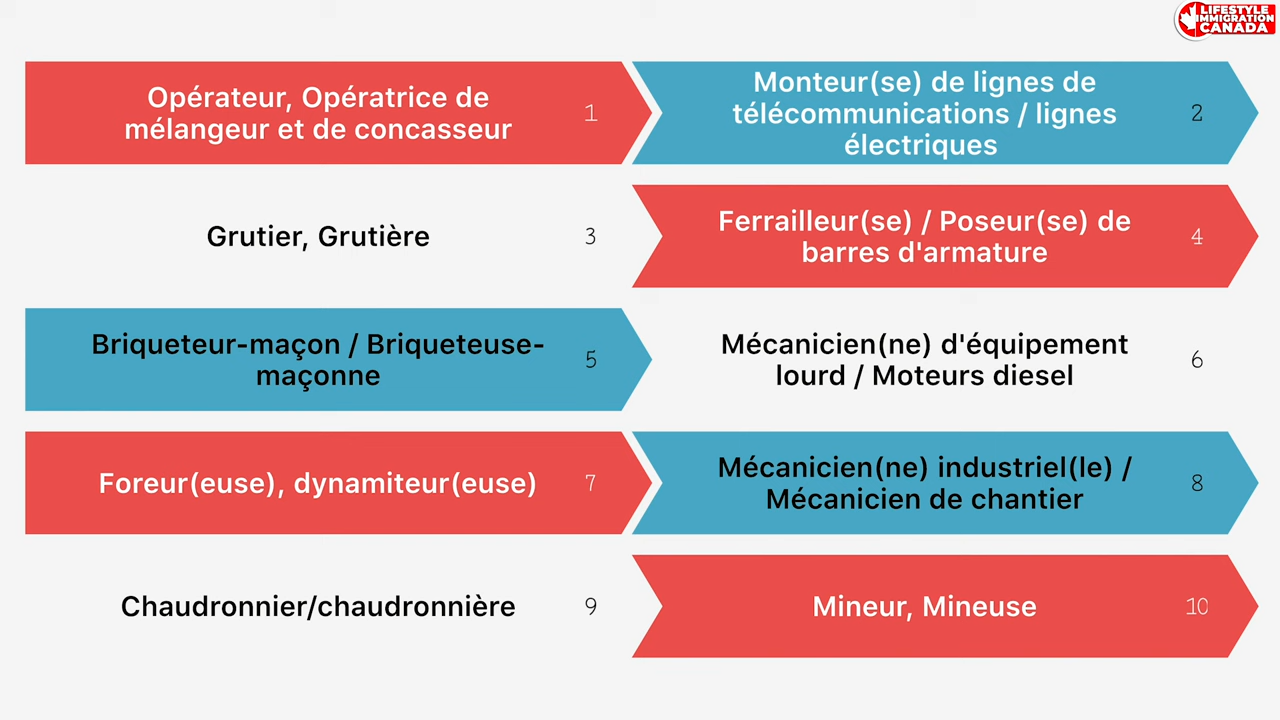 LIFESTYLE
IMMIGRATION
CANADA
Opérateur, Opératrice de
mélangeur et de concasseur
1
Monteur(se) de lignes de
télécommunications / lignes
électriques
2
Grutier, Grutière
3
Ferrailleur(se) / Poseur(se) de
barres d'armature
4
Briqueteur-maçon / Briqueteuse-
maçonne
5
Mécanicien(ne) d'équipement
lourd / Moteurs diesel
6
Foreur(euse), dynamiteur(euse)
7
Mécanicien(ne) industriel(le) /
Mécanicien de chantier
8
Chaudronnier/chaudronnière
9
Mineur, Mineuse
10